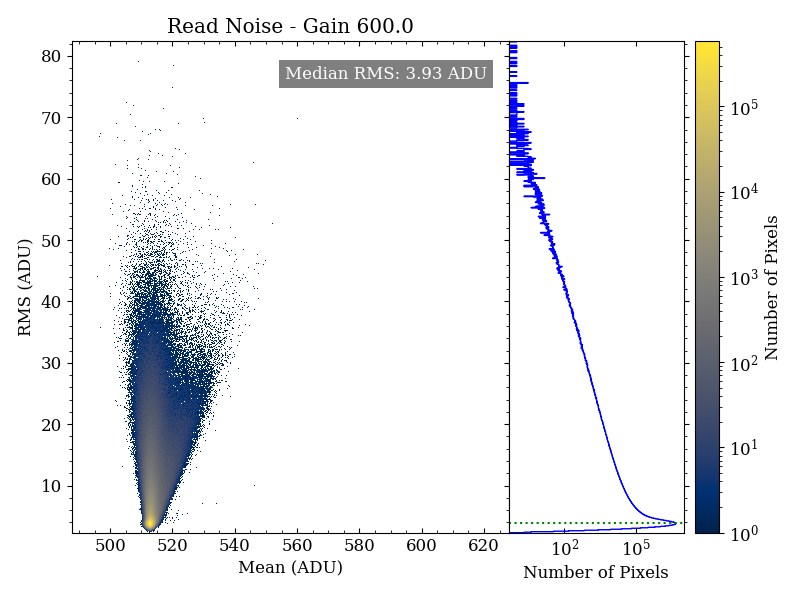 Read Noise - Gain 600.0
Median RMS: 3.93 ADU
RMS (ADU)
80
70
60
50
40
30
20
10
500 520 540 560 580 600 620
Mean (ADU)
10^2 10^5
Number of Pixels
10^5
10^4
10^3
10^2
10^1
10^0
Number of Pixels